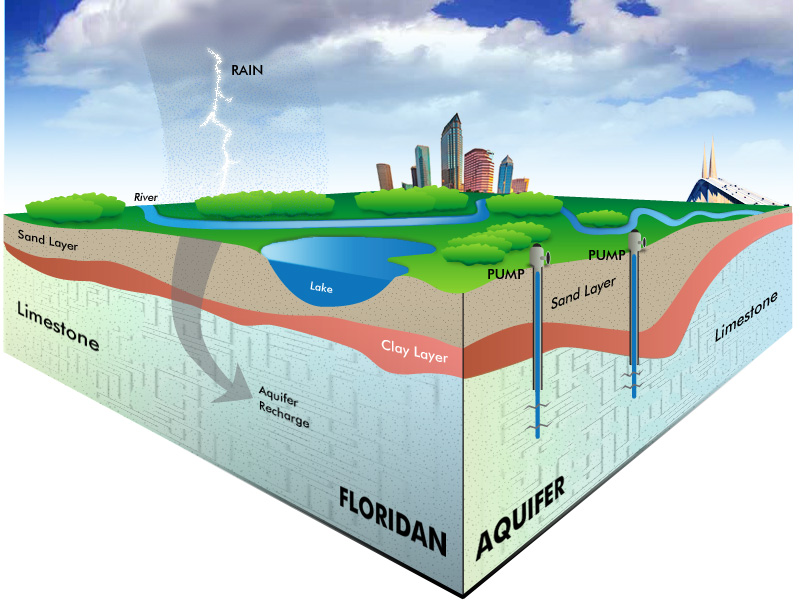 RAIN
River
Sand Layer
Lake
PUMP
PUMP
Sand Layer
Limestone
Limestone
Clay Layer
Aquifer
Recharge
FLORIDAN
AQUIFER